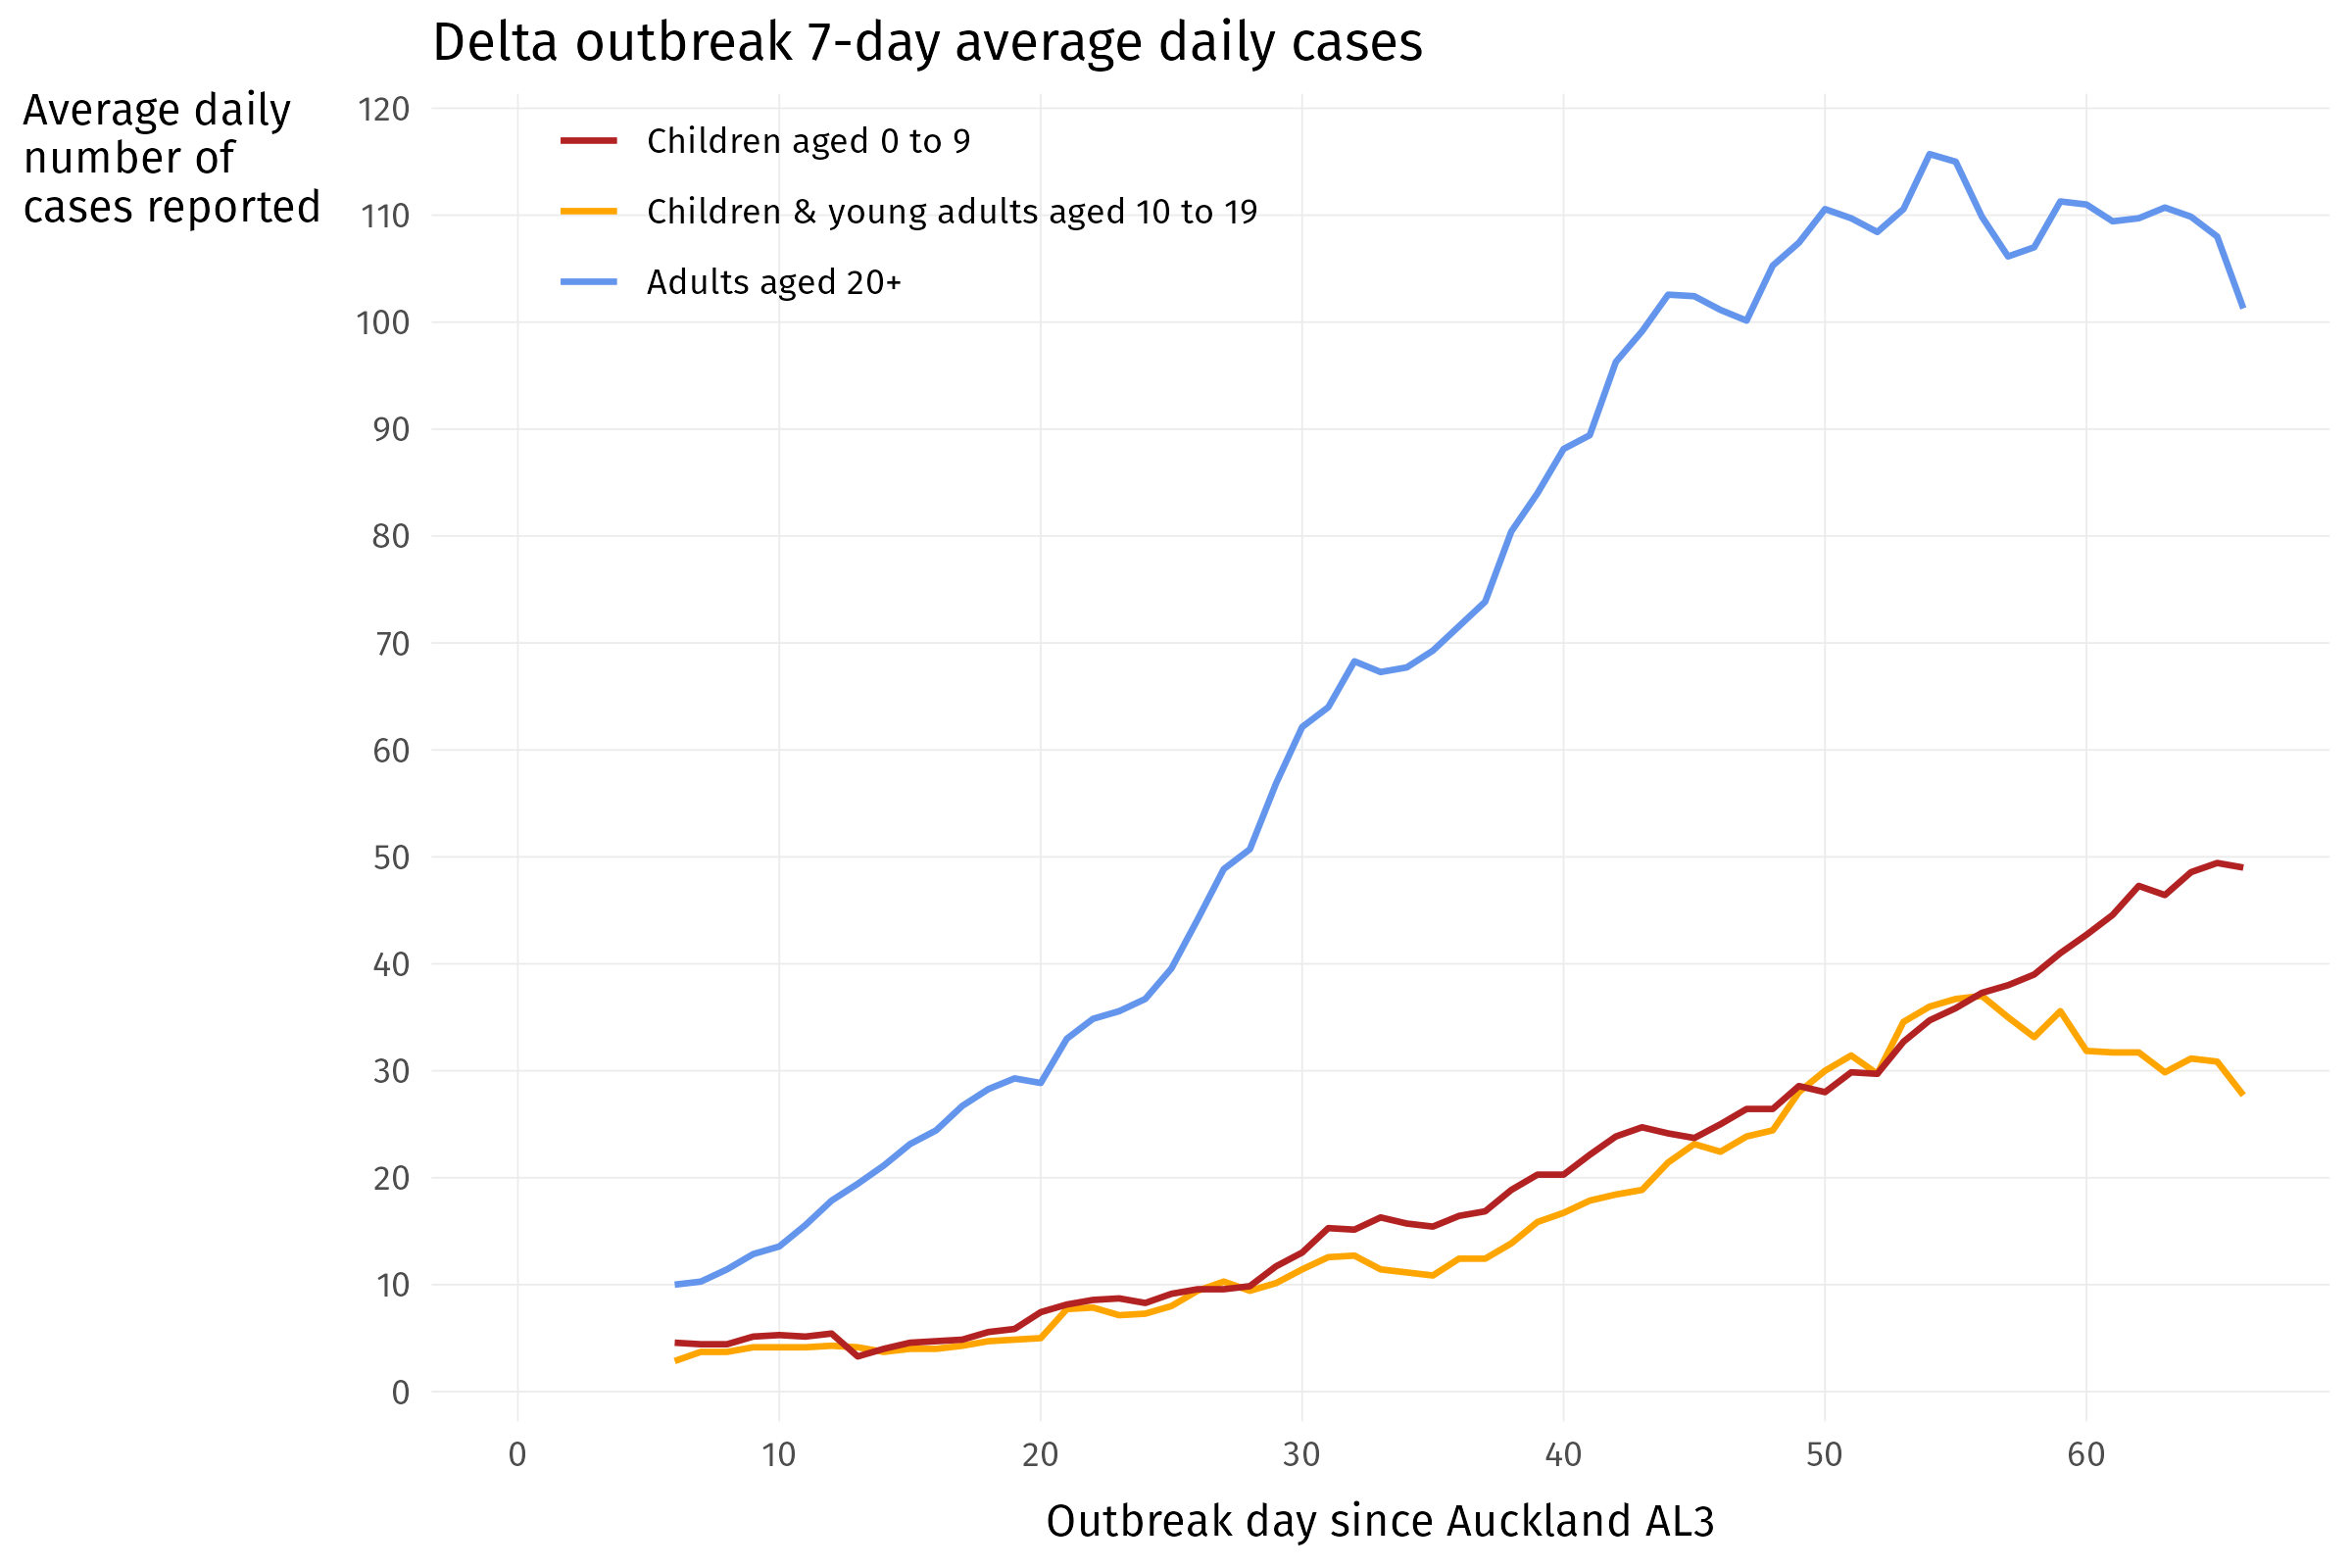 Delta outbreak 7-day average daily cases
Average daily
number of
cases reported
120
110
100
90
80
70
60
50
40
30
20
10
0
Children aged 0 to 9
Children & young adults aged 10 to 19
Adults aged 20+
0 10 20 30 40 50 60
Outbreak day since Auckland AL3